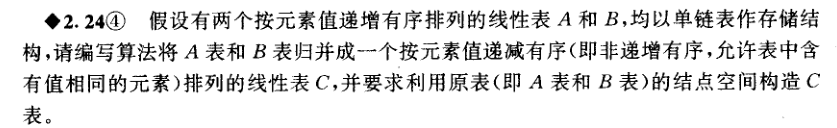 ◆2.24④ 假设有两个按元素值递增有序排列的线性表 A 和 B,均以单链表作存储结
构,请编写算法将 A 表和 B 表归并成一个按元素值递减有序(即非递增有序,允许表中含
有值相同的元素)排列的线性表 C,并要求利用原表(即 A 表和 B 表)的结点空间构造 C
表。